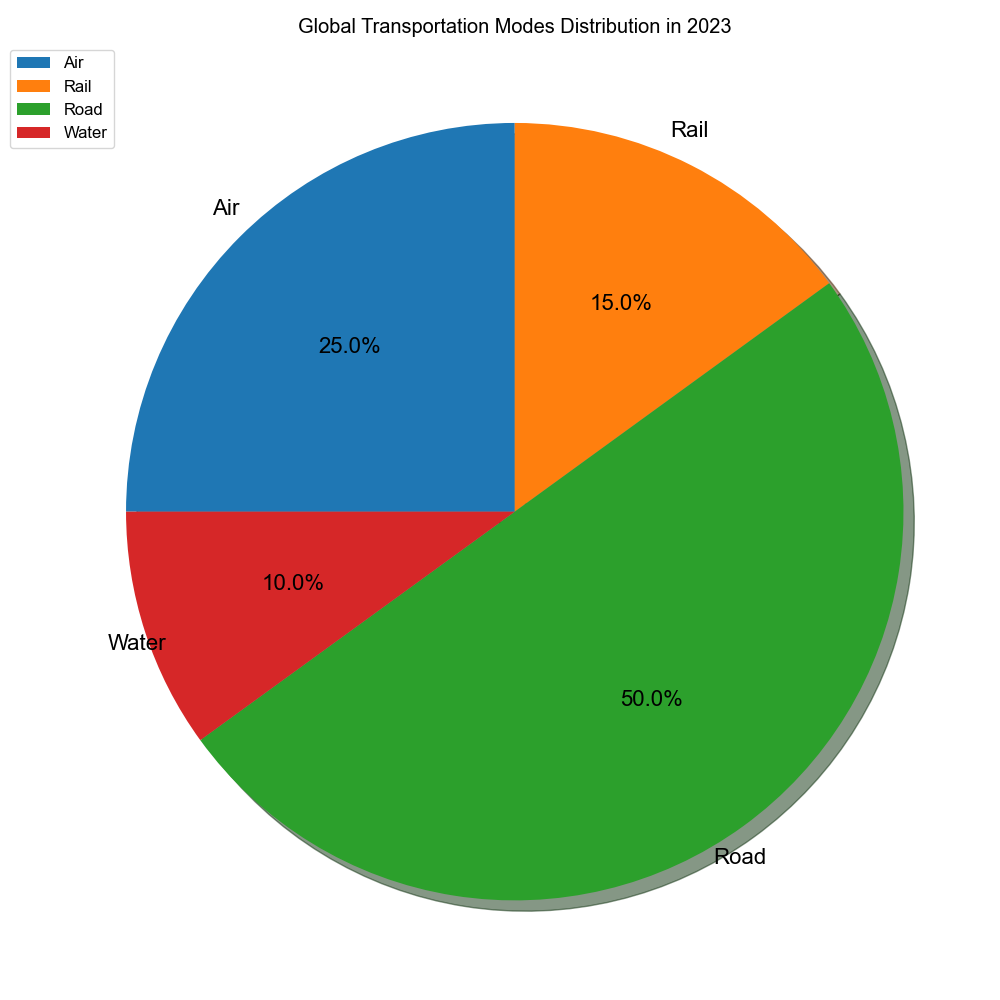 Global Transportation Modes Distribution in 2023
Air
Rail
Road
Water
Rail
Air
15.0%
25.0%
10.0%
Water
50.0%
Road